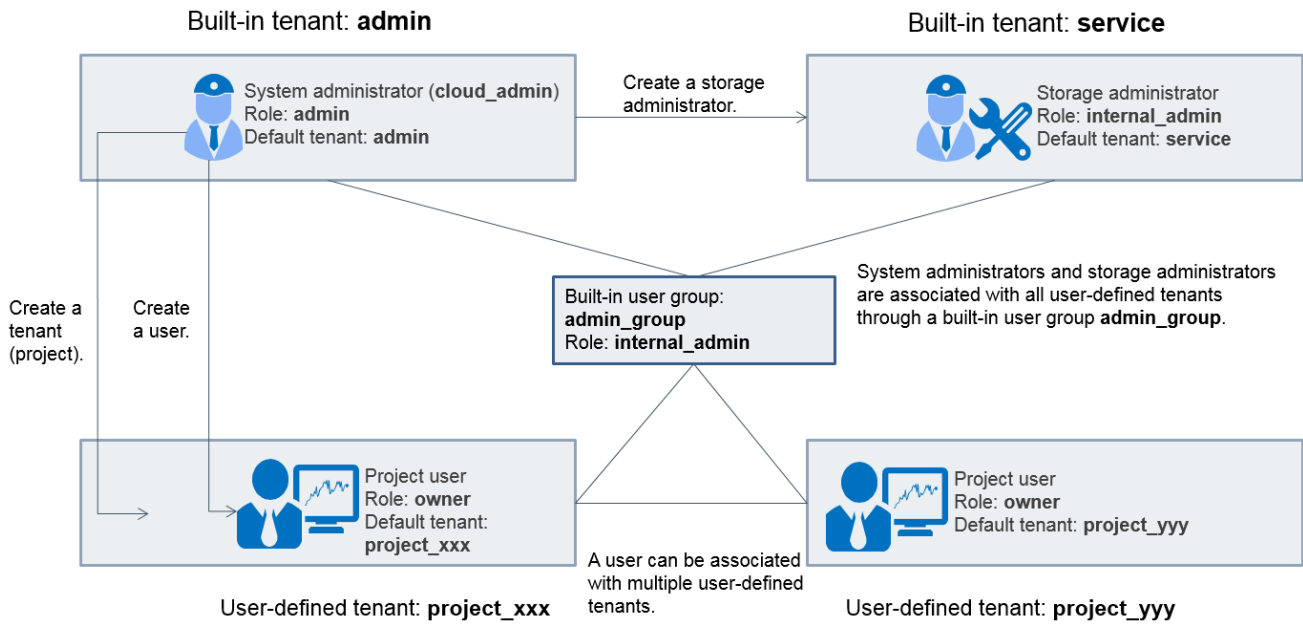 Built-in tenant: admin
Built-in tenant: service
System administrator (cloud_admin)
Role: admin
Default tenant: admin
Create a storage
administrator.
Storage administrator
Role: internal_admin
Default tenant: service
Create a
tenant
(project).
Create
a user.
Built-in user group:
admin_group
Role: internal_admin
System administrators and storage administrators
are associated with all user-defined tenants
through a built-in user group admin_group.
Project user
Role: owner
Default tenant:
project_xxx
Project user
Role: owner
Default tenant: project_yyy
A user can be associated
with multiple user-defined
tenants.
User-defined tenant: project_xxx
User-defined tenant: project_yyy